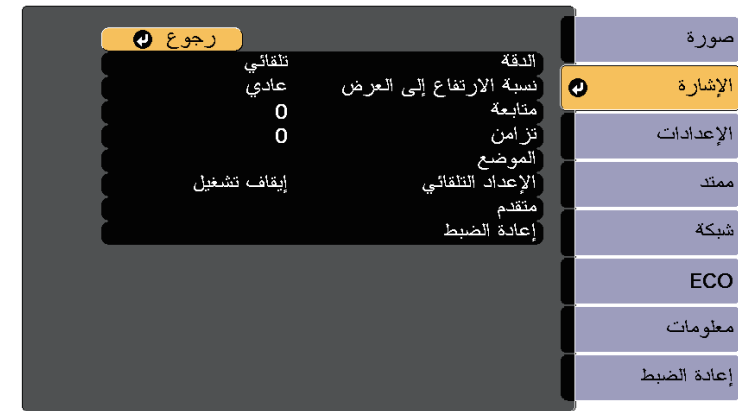 صورة
الإشارة
الإعدادات
ممتد
شبكة
ECO
معلومات
إعادة الضبط
رجوع
الدقة تلقائي
نسبة الارتفاع إلى العرض عادي
متابعة 0
تزامن 0
الموضع
الإعداد التلقائي إيقاف تشغيل
متقدم
إعادة الضبط